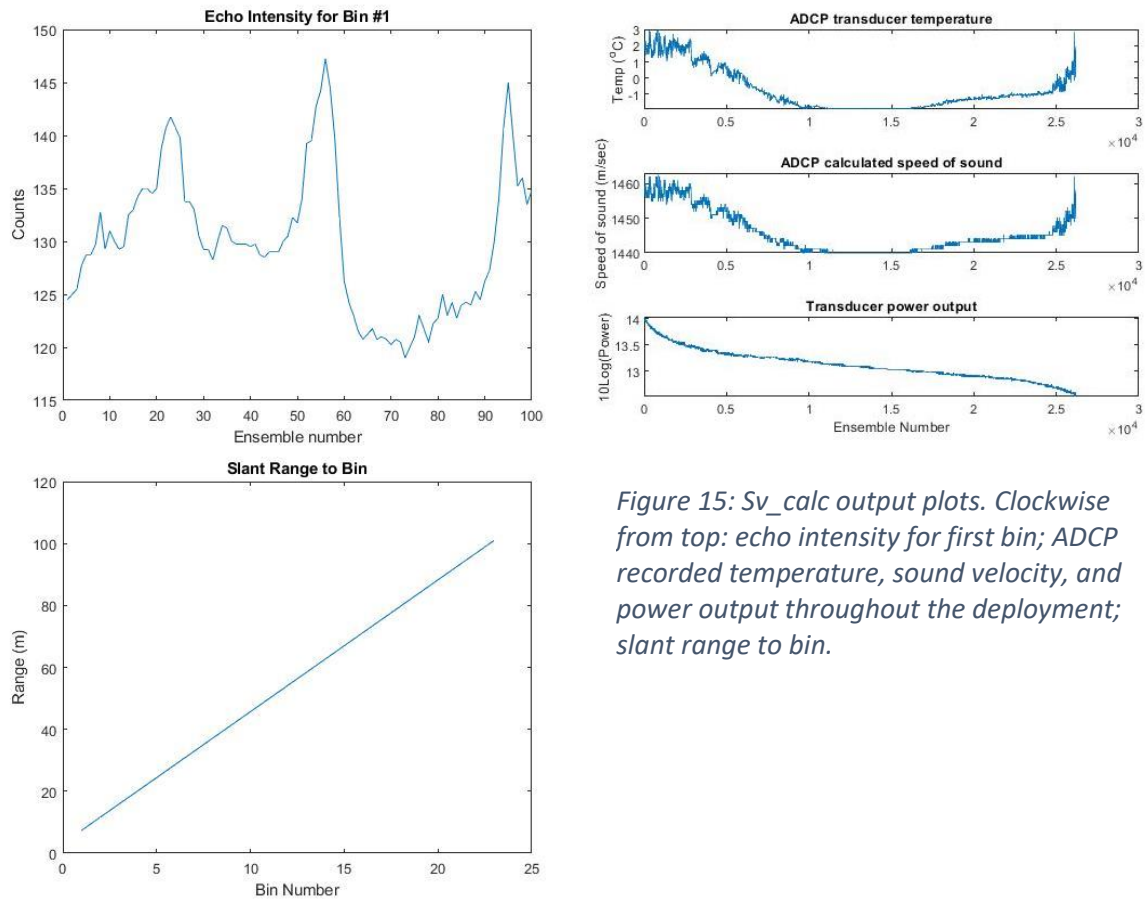 Echo Intensity for Bin #1
150
145
140
135
130
125
120
115
Counts
0 10 20 30 40 50 60 70 80 90 100
Ensemble number
ADCP transducer temperature
3
2
1
0
-1
Temp (°C)
0 0.5 1 1.5 2 2.5 3
×10⁴
ADCP calculated speed of sound
1460
1450
1440
Speed of sound (m/sec)
0 0.5 1 1.5 2 2.5 3
×10⁴
Transducer power output
14
13.5
13
10Log(Power)
0 0.5 1 1.5 2 2.5 3
Ensemble Number
×10⁴
Slant Range to Bin
120
100
80
60
40
20
0
Range (m)
0 5 10 15 20 25
Bin Number
Figure 15: Sv_calc output plots. Clockwise
from top: echo intensity for first bin; ADCP
recorded temperature, sound velocity, and
power output throughout the deployment;
slant range to bin.